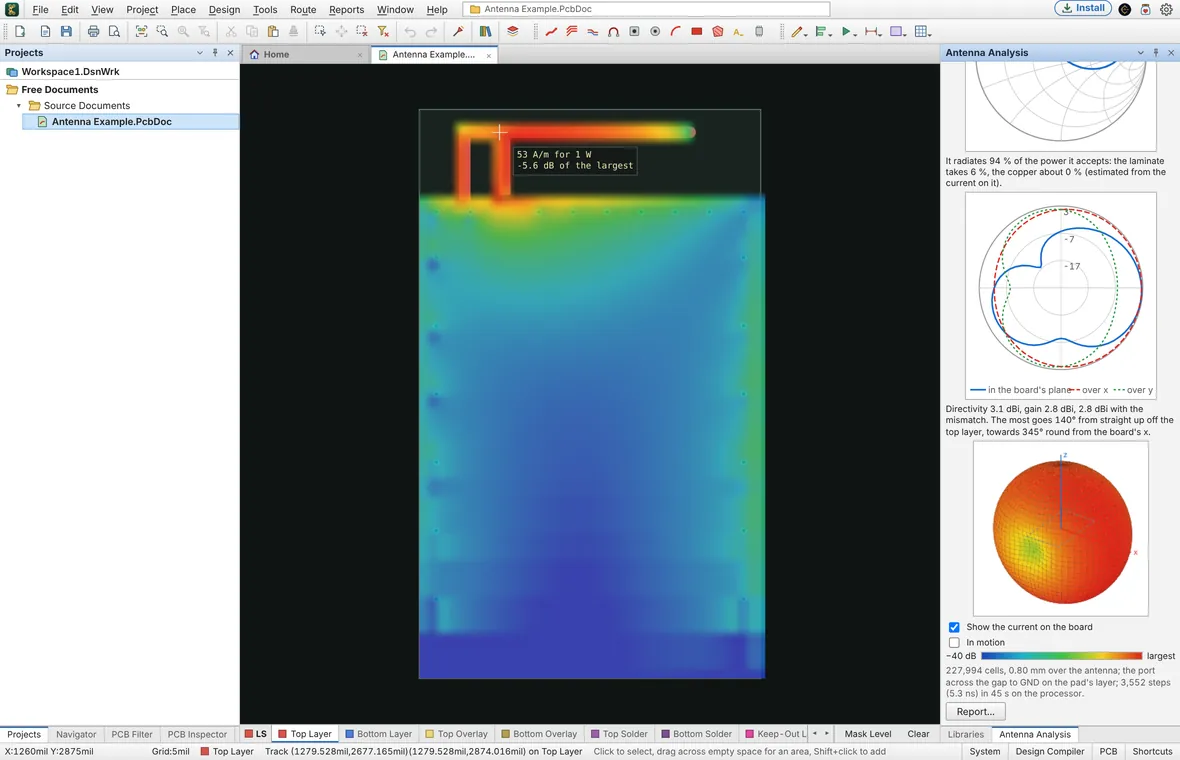 File Edit View Project Place Design Tools Route Reports Window Help
Antenna Example.PcbDoc
Install
Projects
Workspace1.DsnWrk
Free Documents
Source Documents
Antenna Example.PcbDoc
Home
Antenna Example....
53 A/m for 1 W
-5.6 dB of the largest
Antenna Analysis
It radiates 94 % of the power it accepts: the laminate
takes 6 %, the copper about 0 % (estimated from the
current on it).
3
-7
-17
in the board's plane over x over y
Directivity 3.1 dBi, gain 2.8 dBi, 2.8 dBi with the
mismatch. The most goes 140° from straight up off the
top layer, towards 345° round from the board's x.
z
x
Show the current on the board
In motion
−40 dB largest
227,994 cells, 0.80 mm over the antenna; the port
across the gap to GND on the pad's layer; 3,552 steps
(5.3 ns) in 45 s on the processor.
Report...
Projects Navigator PCB Filter PCB Inspector LS Top Layer Bottom Layer Top Overlay Bottom Overlay Top Solder Bottom Solder Keep-Out L Mask Level Clear Libraries Antenna Analysis
X:1260mil Y:2875mil Grid:5mil Top Layer Track (1279.528mil,2677.165mil)(1279.528mil,2874.016mil) on Top Layer Click to select, drag across empty space for an area, Shift+click to add System Design Compiler PCB Shortcuts